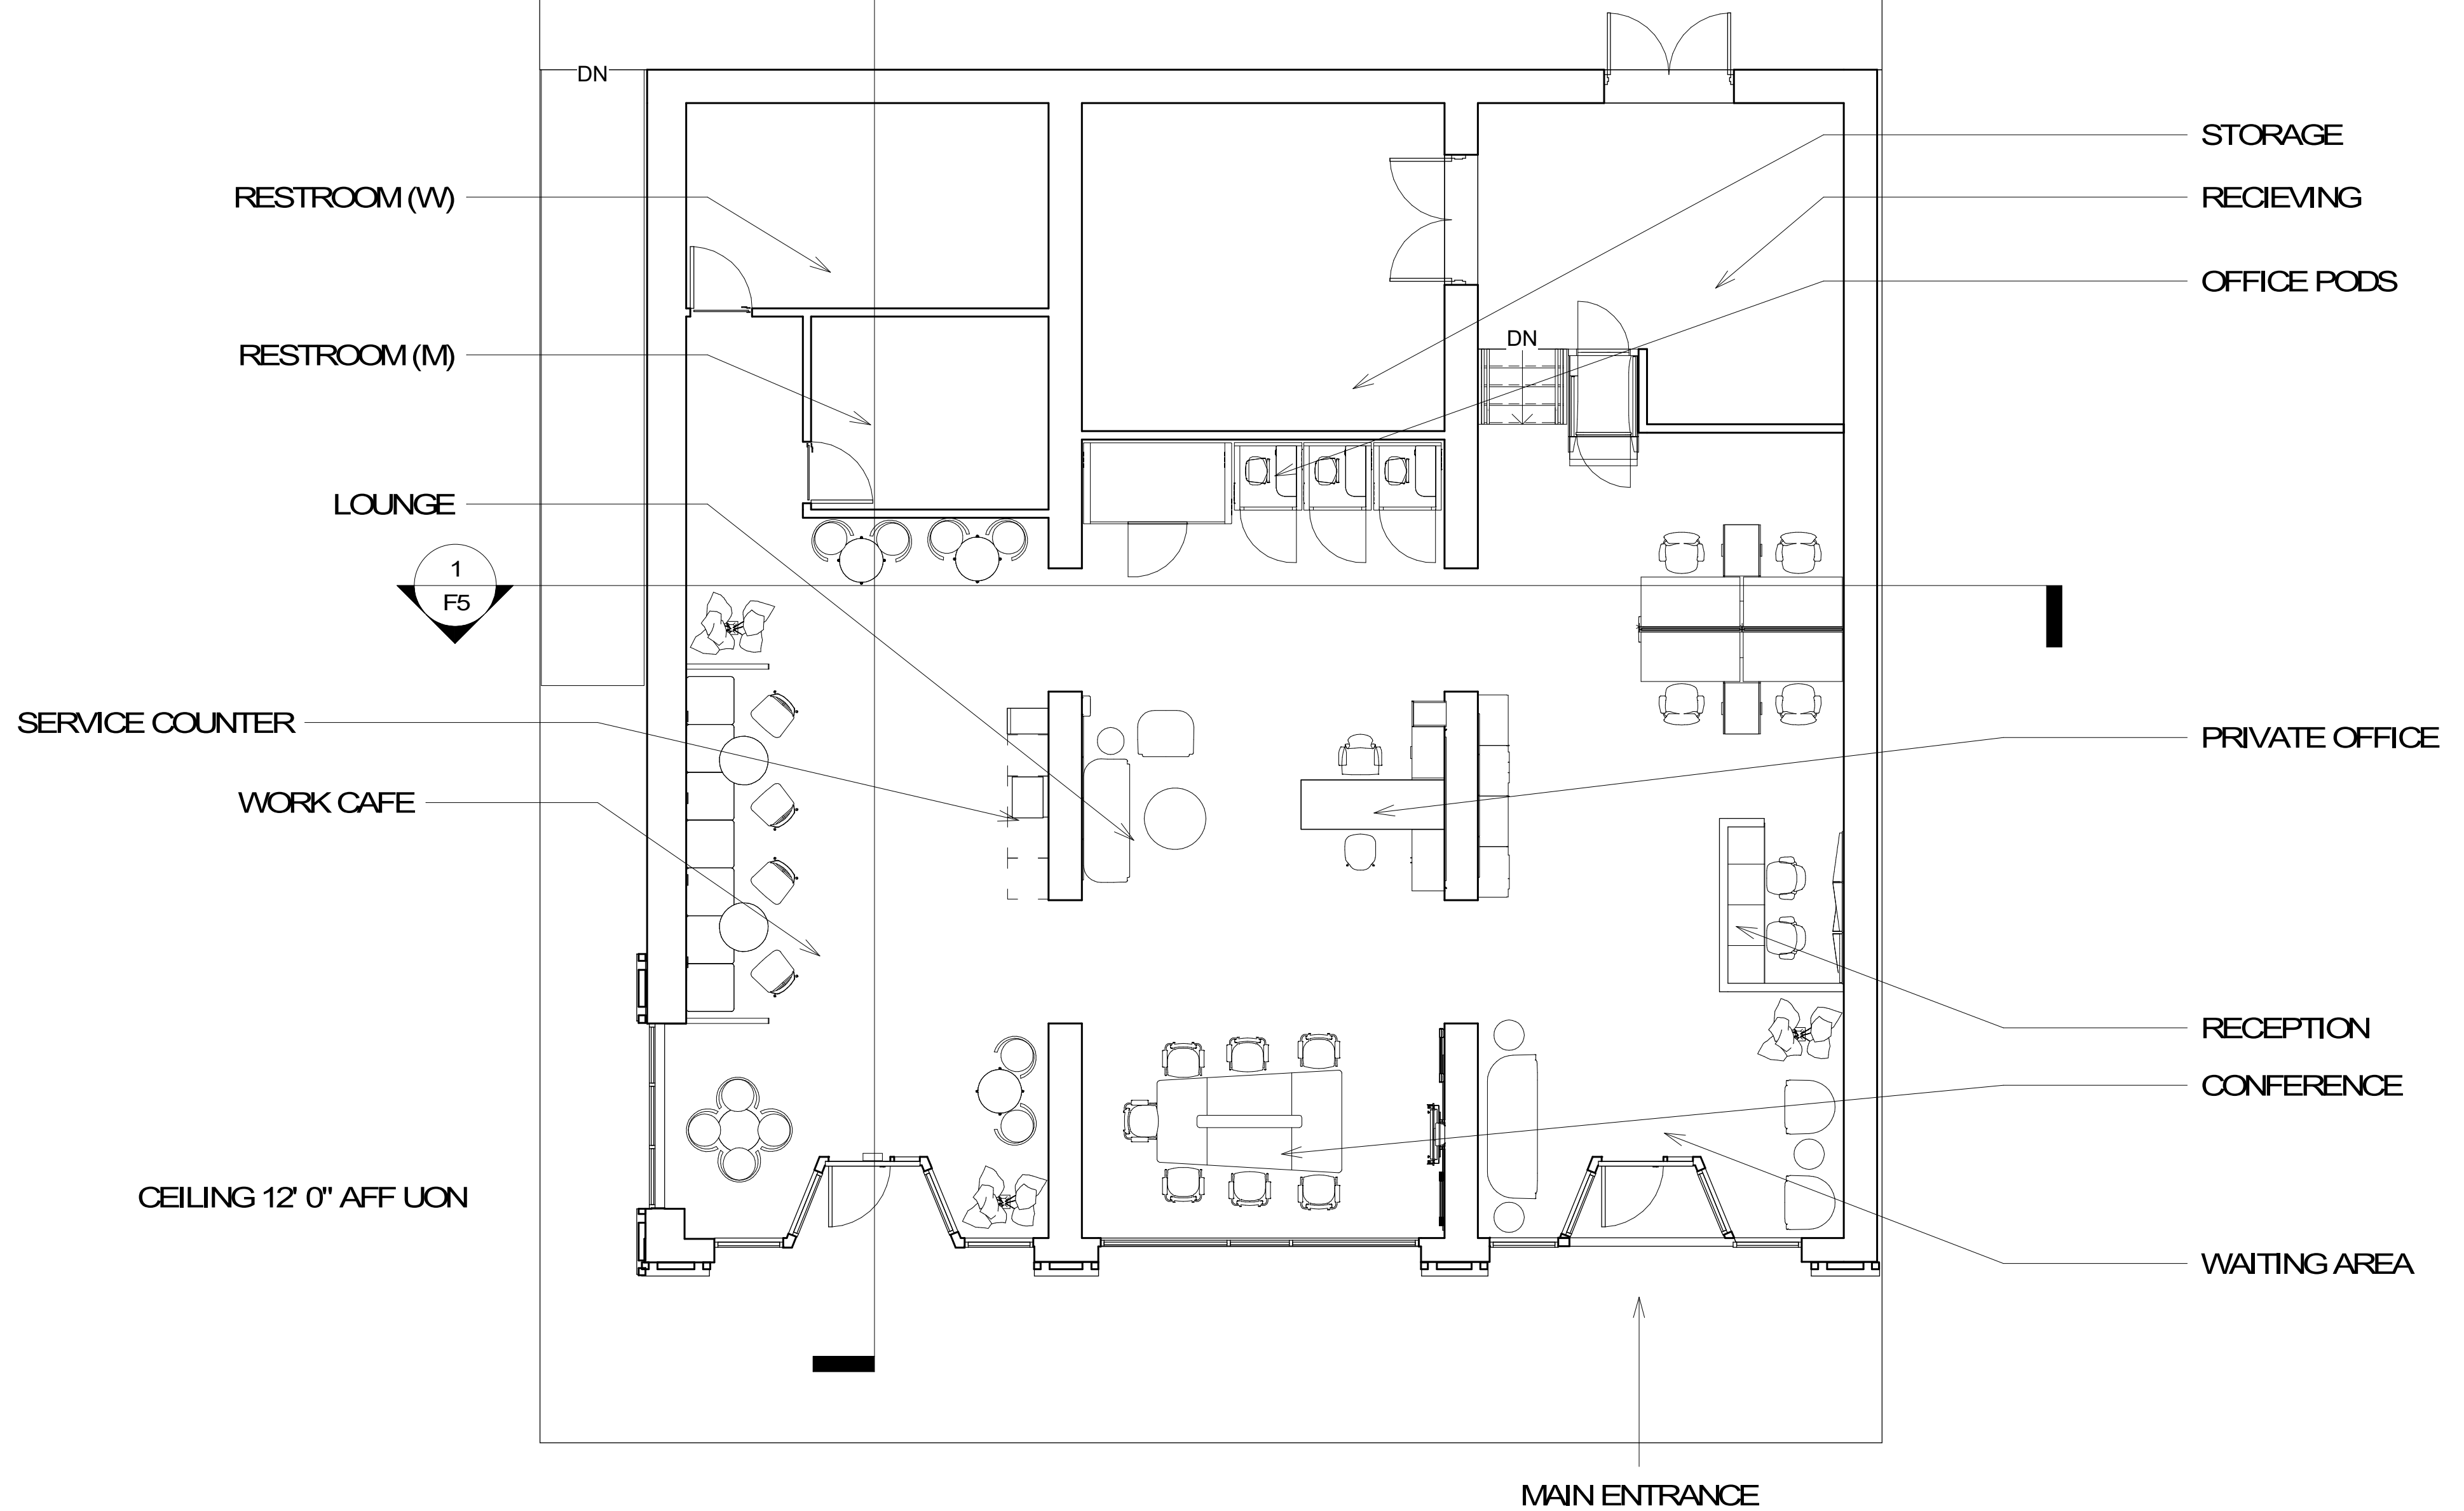 DN
STORAGE
RESTROOM (W)
RECIEVING
OFFICE PODS
DN
RESTROOM (M)
LOUNGE
1
F5
SERVICE COUNTER
PRIVATE OFFICE
WORK CAFE
RECEPTION
CONFERENCE
CEILING 12' 0" AFF UON
WAITING AREA
MAIN ENTRANCE